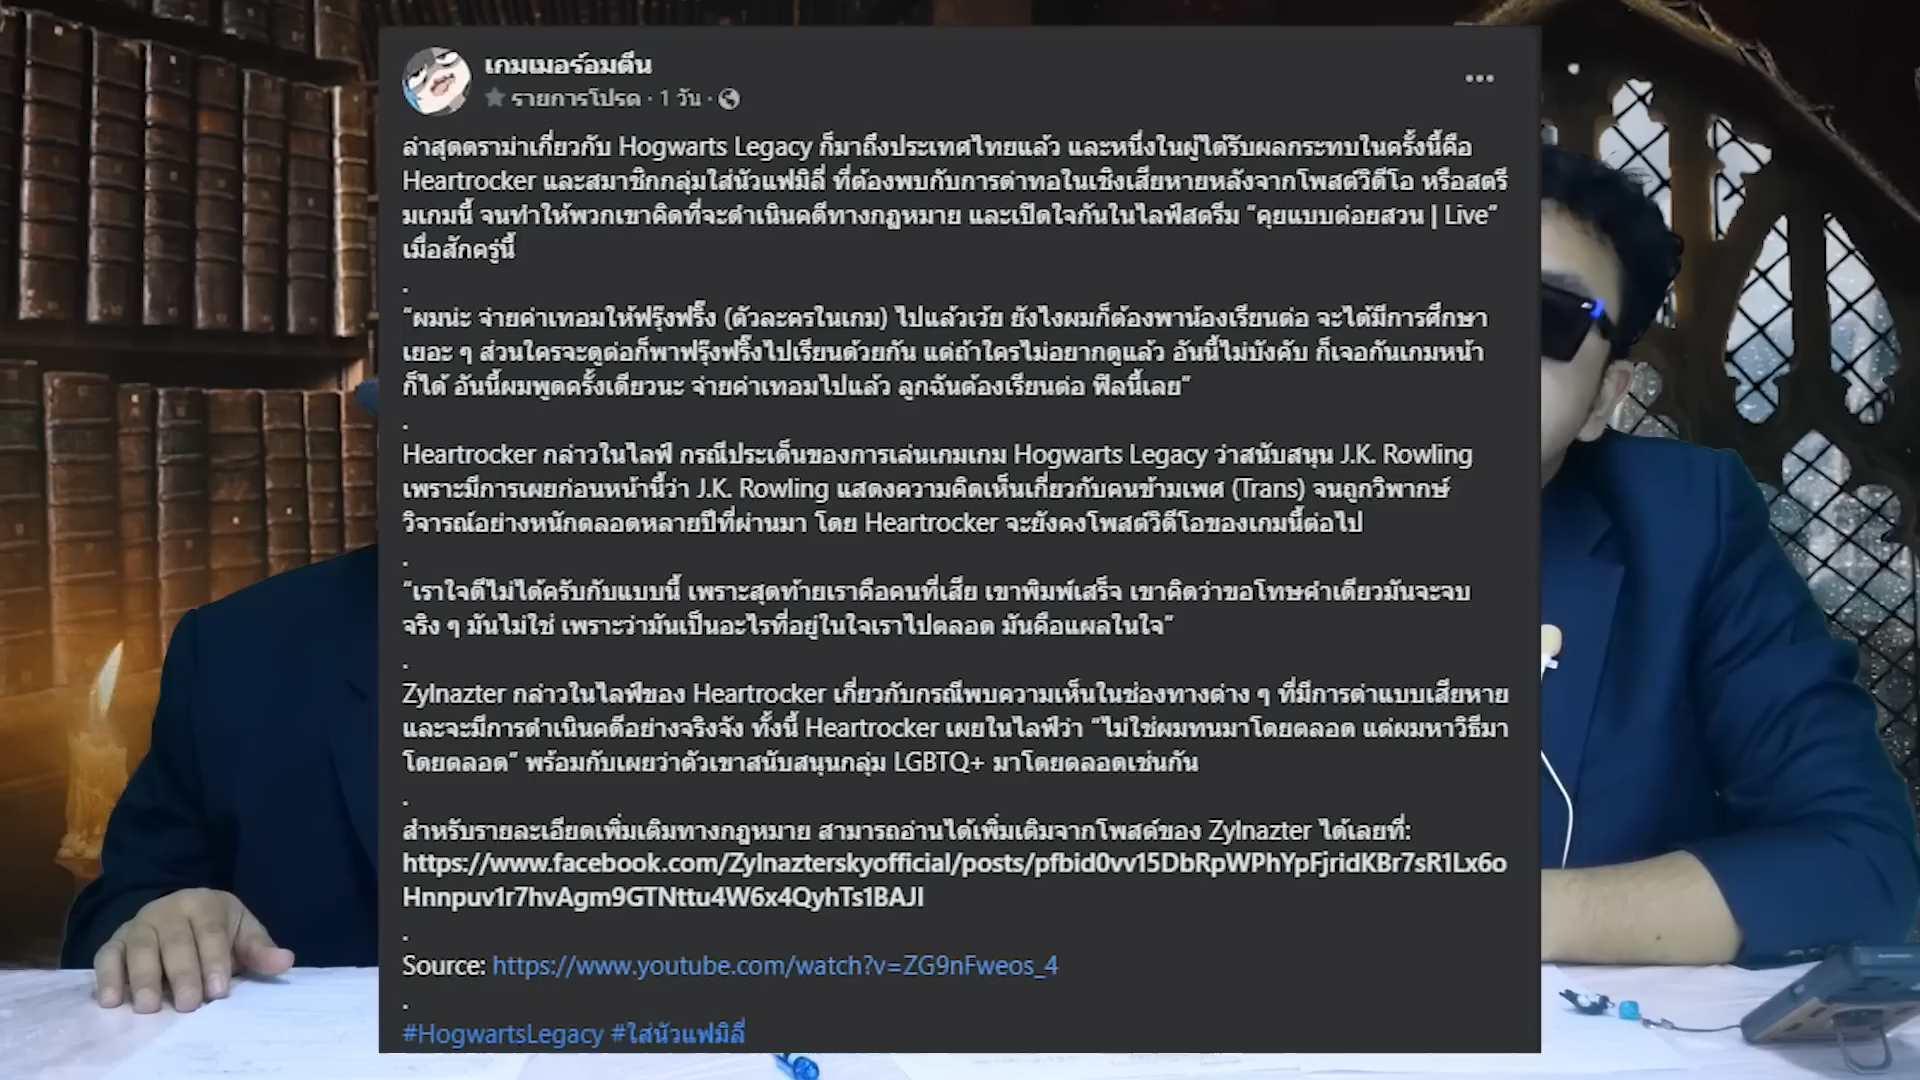 เกมเมอร์อมตีน
รายการโปรด · 1 วัน ·
ล่าสุดดราม่าเกี่ยวกับ Hogwarts Legacy ก็มาถึงประเทศไทยแล้ว และหนึ่งในผู้ได้รับผลกระทบในครั้งนี้คือ
Heartrocker และสมาชิกกลุ่มใส่นัวแฟมิลี่ ที่ต้องพบกับการด่าทอในเชิงเสียหายหลังจากโพสต์วิดีโอ หรือสตรี
มเกมนี้ จนทำให้พวกเขาคิดที่จะดำเนินคดีทางกฎหมาย และเปิดใจกันในไลฟ์สตรีม "คุยแบบต่อยสวน | Live"
เมื่อสักครู่นี้
.
"ผมน่ะ จ่ายค่าเทอมให้ฟรุ๊งฟริ๊ง (ตัวละครในเกม) ไปแล้วเว้ย ยังไงผมก็ต้องพาน้องเรียนต่อ จะได้มีการศึกษา
เยอะ ๆ ส่วนใครจะดูต่อก็พาฟรุ๊งฟริ๊งไปเรียนด้วยกัน แต่ถ้าใครไม่อยากดูแล้ว อันนี้ไม่บังคับ ก็เจอกันเกมหน้า
ก็ได้ อันนี้ผมพูดครั้งเดียวนะ จ่ายค่าเทอมไปแล้ว ลูกฉันต้องเรียนต่อ ฟีลนี้เลย"
.
Heartrocker กล่าวในไลฟ์ กรณีประเด็นของการเล่นเกมเกม Hogwarts Legacy ว่าสนับสนุน J.K. Rowling
เพราะมีการเผยก่อนหน้านี้ว่า J.K. Rowling แสดงความคิดเห็นเกี่ยวกับคนข้ามเพศ (Trans) จนถูกวิพากษ์
วิจารณ์อย่างหนักตลอดหลายปีที่ผ่านมา โดย Heartrocker จะยังคงโพสต์วิดีโอของเกมนี้ต่อไป
.
"เราใจดีไม่ได้ครับกับแบบนี้ เพราะสุดท้ายเราคือคนที่เสีย เขาพิมพ์เสร็จ เขาคิดว่าขอโทษคำเดียวมันจะจบ
จริง ๆ มันไม่ใช่ เพราะว่ามันเป็นอะไรที่อยู่ในใจเราไปตลอด มันคือแผลในใจ"
.
Zylnazter กล่าวในไลฟ์ของ Heartrocker เกี่ยวกับกรณีพบความเห็นในช่องทางต่าง ๆ ที่มีการด่าแบบเสียหาย
และจะมีการดำเนินคดีอย่างจริงจัง ทั้งนี้ Heartrocker เผยในไลฟ์ว่า "ไม่ใช่ผมทนมาโดยตลอด แต่ผมหาวิธีมา
โดยตลอด" พร้อมกับเผยว่าตัวเขาสนับสนุนกลุ่ม LGBTQ+ มาโดยตลอดเช่นกัน
.
สำหรับรายละเอียดเพิ่มเติมทางกฎหมาย สามารถอ่านได้เพิ่มเติมจากโพสต์ของ Zylnazter ได้เลยที่:
https://www.facebook.com/Zylnazterskyofficial/posts/pfbid0vv15DbRpWPhYpFjridKBr7sR1Lx6o
Hnnpuv1r7hvAgm9GTNttu4W6x4QyhTs1BAJl
.
Source: https://www.youtube.com/watch?v=ZG9nFweos_4
.
#HogwartsLegacy #ใส่นัวแฟมิลี่